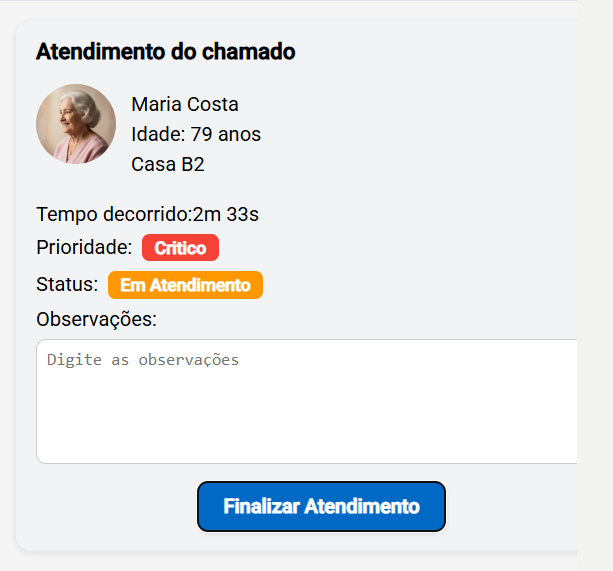 Atendimento do chamado
Maria Costa
Idade: 79 anos
Casa B2
Tempo decorrido:2m 33s
Prioridade: Critico
Status: Em Atendimento
Observações:
Digite as observações
Finalizar Atendimento